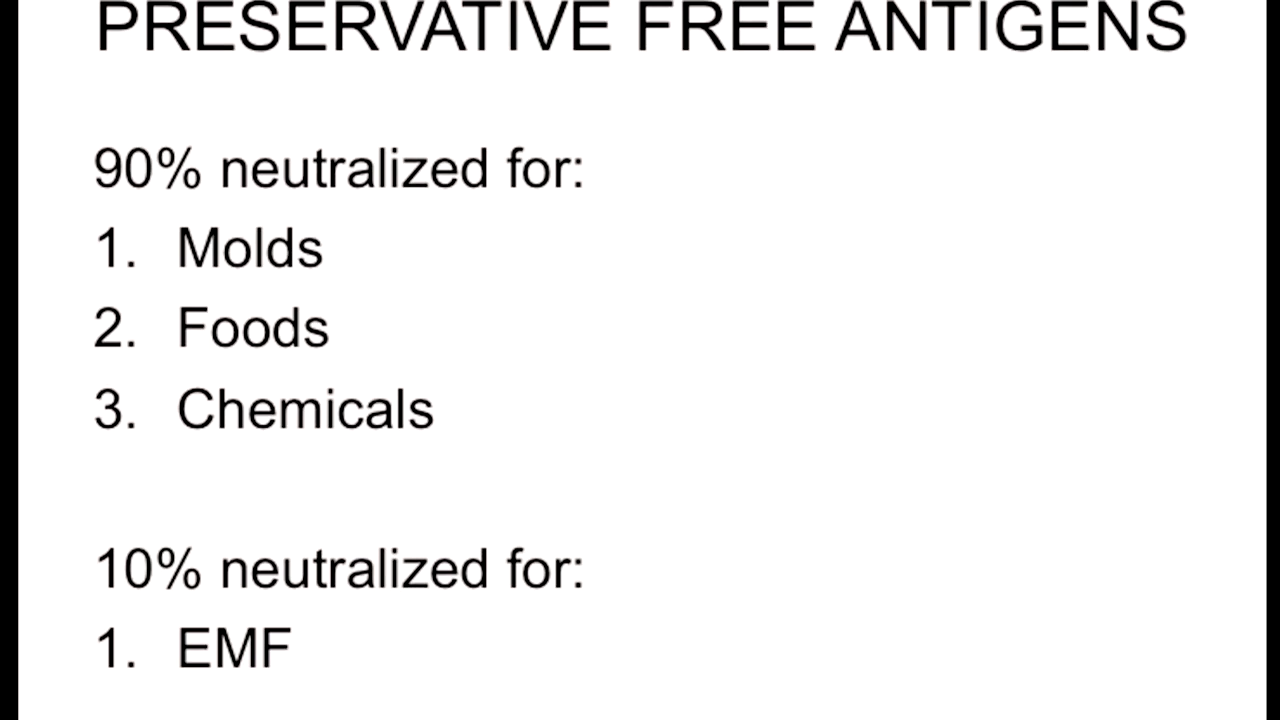 PRESERVATIVE FREE ANTIGENS
90% neutralized for:
1. Molds
2. Foods
3. Chemicals
10% neutralized for:
1. EMF